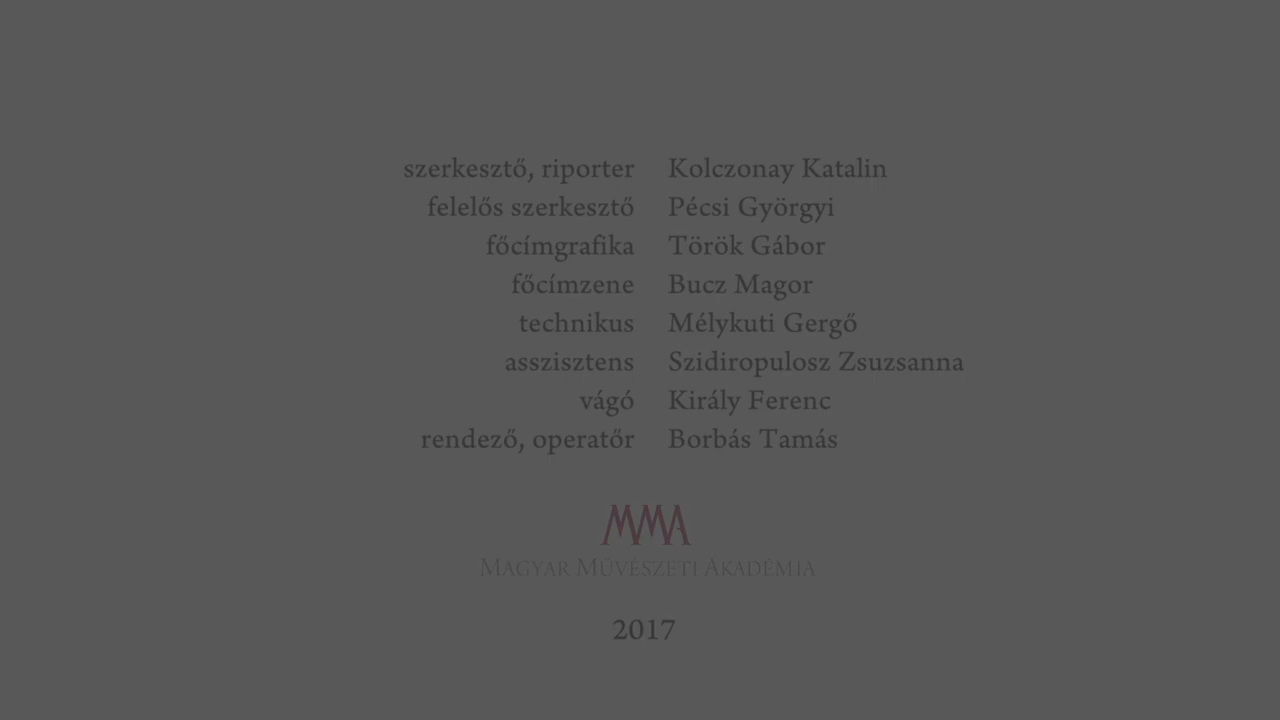 szerkesztő, riporter Kolczonay Katalin
felelős szerkesztő Pécsi Györgyi
főcímgrafika Török Gábor
főcímzene Bucz Magor
technikus Mélykuti Gergő
asszisztens Szidiropulosz Zsuzsanna
vágó Király Ferenc
rendező, operatőr Borbás Tamás
MMA
MAGYAR MŰVÉSZETI AKADÉMIA
2017